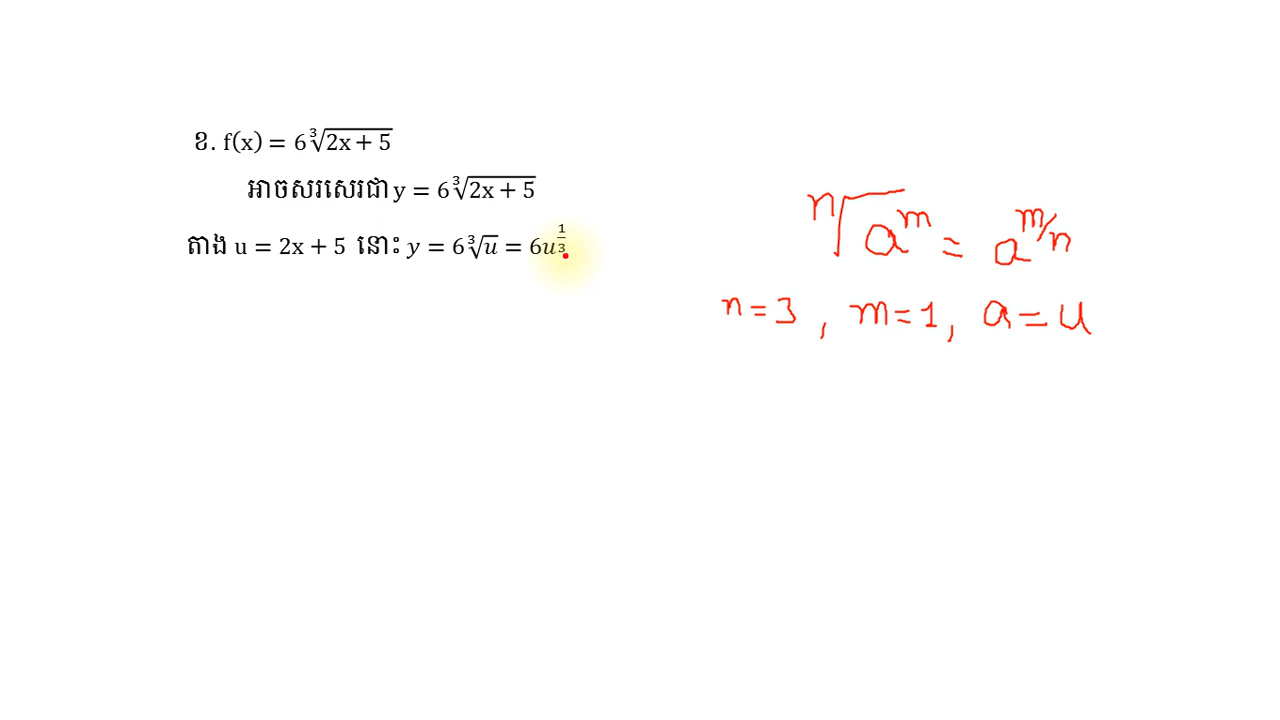 ខ. f(x) = 6∛(2x + 5)
អាចសរសេរជា y = 6∛(2x + 5)
តាង u = 2x + 5 នោះ y = 6∛u = 6u^(1/3)
ⁿ√(a^m) = a^(m/n)
n = 3 , m = 1 , a = u